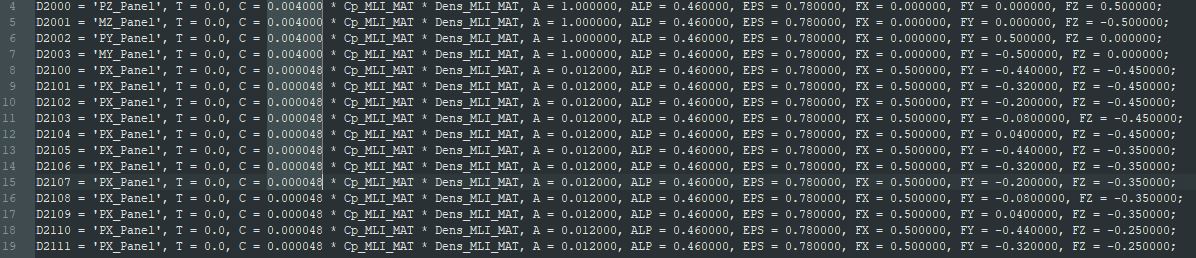 4 D2000 = 'PZ_Panel', T = 0.0, C = 0.004000 * Cp_MLI_MAT * Dens_MLI_MAT, A = 1.000000, ALP = 0.460000, EPS = 0.780000, FX = 0.000000, FY = 0.000000, FZ = 0.500000;
5 D2001 = 'MZ_Panel', T = 0.0, C = 0.004000 * Cp_MLI_MAT * Dens_MLI_MAT, A = 1.000000, ALP = 0.460000, EPS = 0.780000, FX = 0.000000, FY = 0.000000, FZ = -0.500000;
6 D2002 = 'PY_Panel', T = 0.0, C = 0.004000 * Cp_MLI_MAT * Dens_MLI_MAT, A = 1.000000, ALP = 0.460000, EPS = 0.780000, FX = 0.000000, FY = 0.500000, FZ = 0.000000;
7 D2003 = 'MY_Panel', T = 0.0, C = 0.004000 * Cp_MLI_MAT * Dens_MLI_MAT, A = 1.000000, ALP = 0.460000, EPS = 0.780000, FX = 0.000000, FY = -0.500000, FZ = 0.000000;
8 D2100 = 'PX_Panel', T = 0.0, C = 0.000048 * Cp_MLI_MAT * Dens_MLI_MAT, A = 0.012000, ALP = 0.460000, EPS = 0.780000, FX = 0.500000, FY = -0.440000, FZ = -0.450000;
9 D2101 = 'PX_Panel', T = 0.0, C = 0.000048 * Cp_MLI_MAT * Dens_MLI_MAT, A = 0.012000, ALP = 0.460000, EPS = 0.780000, FX = 0.500000, FY = -0.320000, FZ = -0.450000;
10 D2102 = 'PX_Panel', T = 0.0, C = 0.000048 * Cp_MLI_MAT * Dens_MLI_MAT, A = 0.012000, ALP = 0.460000, EPS = 0.780000, FX = 0.500000, FY = -0.200000, FZ = -0.450000;
11 D2103 = 'PX_Panel', T = 0.0, C = 0.000048 * Cp_MLI_MAT * Dens_MLI_MAT, A = 0.012000, ALP = 0.460000, EPS = 0.780000, FX = 0.500000, FY = -0.0800000, FZ = -0.450000;
12 D2104 = 'PX_Panel', T = 0.0, C = 0.000048 * Cp_MLI_MAT * Dens_MLI_MAT, A = 0.012000, ALP = 0.460000, EPS = 0.780000, FX = 0.500000, FY = 0.0400000, FZ = -0.450000;
13 D2105 = 'PX_Panel', T = 0.0, C = 0.000048 * Cp_MLI_MAT * Dens_MLI_MAT, A = 0.012000, ALP = 0.460000, EPS = 0.780000, FX = 0.500000, FY = -0.440000, FZ = -0.350000;
14 D2106 = 'PX_Panel', T = 0.0, C = 0.000048 * Cp_MLI_MAT * Dens_MLI_MAT, A = 0.012000, ALP = 0.460000, EPS = 0.780000, FX = 0.500000, FY = -0.320000, FZ = -0.350000;
15 D2107 = 'PX_Panel', T = 0.0, C = 0.000048 * Cp_MLI_MAT * Dens_MLI_MAT, A = 0.012000, ALP = 0.460000, EPS = 0.780000, FX = 0.500000, FY = -0.200000, FZ = -0.350000;
16 D2108 = 'PX_Panel', T = 0.0, C = 0.000048 * Cp_MLI_MAT * Dens_MLI_MAT, A = 0.012000, ALP = 0.460000, EPS = 0.780000, FX = 0.500000, FY = -0.0800000, FZ = -0.350000;
17 D2109 = 'PX_Panel', T = 0.0, C = 0.000048 * Cp_MLI_MAT * Dens_MLI_MAT, A = 0.012000, ALP = 0.460000, EPS = 0.780000, FX = 0.500000, FY = 0.0400000, FZ = -0.350000;
18 D2110 = 'PX_Panel', T = 0.0, C = 0.000048 * Cp_MLI_MAT * Dens_MLI_MAT, A = 0.012000, ALP = 0.460000, EPS = 0.780000, FX = 0.500000, FY = -0.440000, FZ = -0.250000;
19 D2111 = 'PX_Panel', T = 0.0, C = 0.000048 * Cp_MLI_MAT * Dens_MLI_MAT, A = 0.012000, ALP = 0.460000, EPS = 0.780000, FX = 0.500000, FY = -0.320000, FZ = -0.250000;